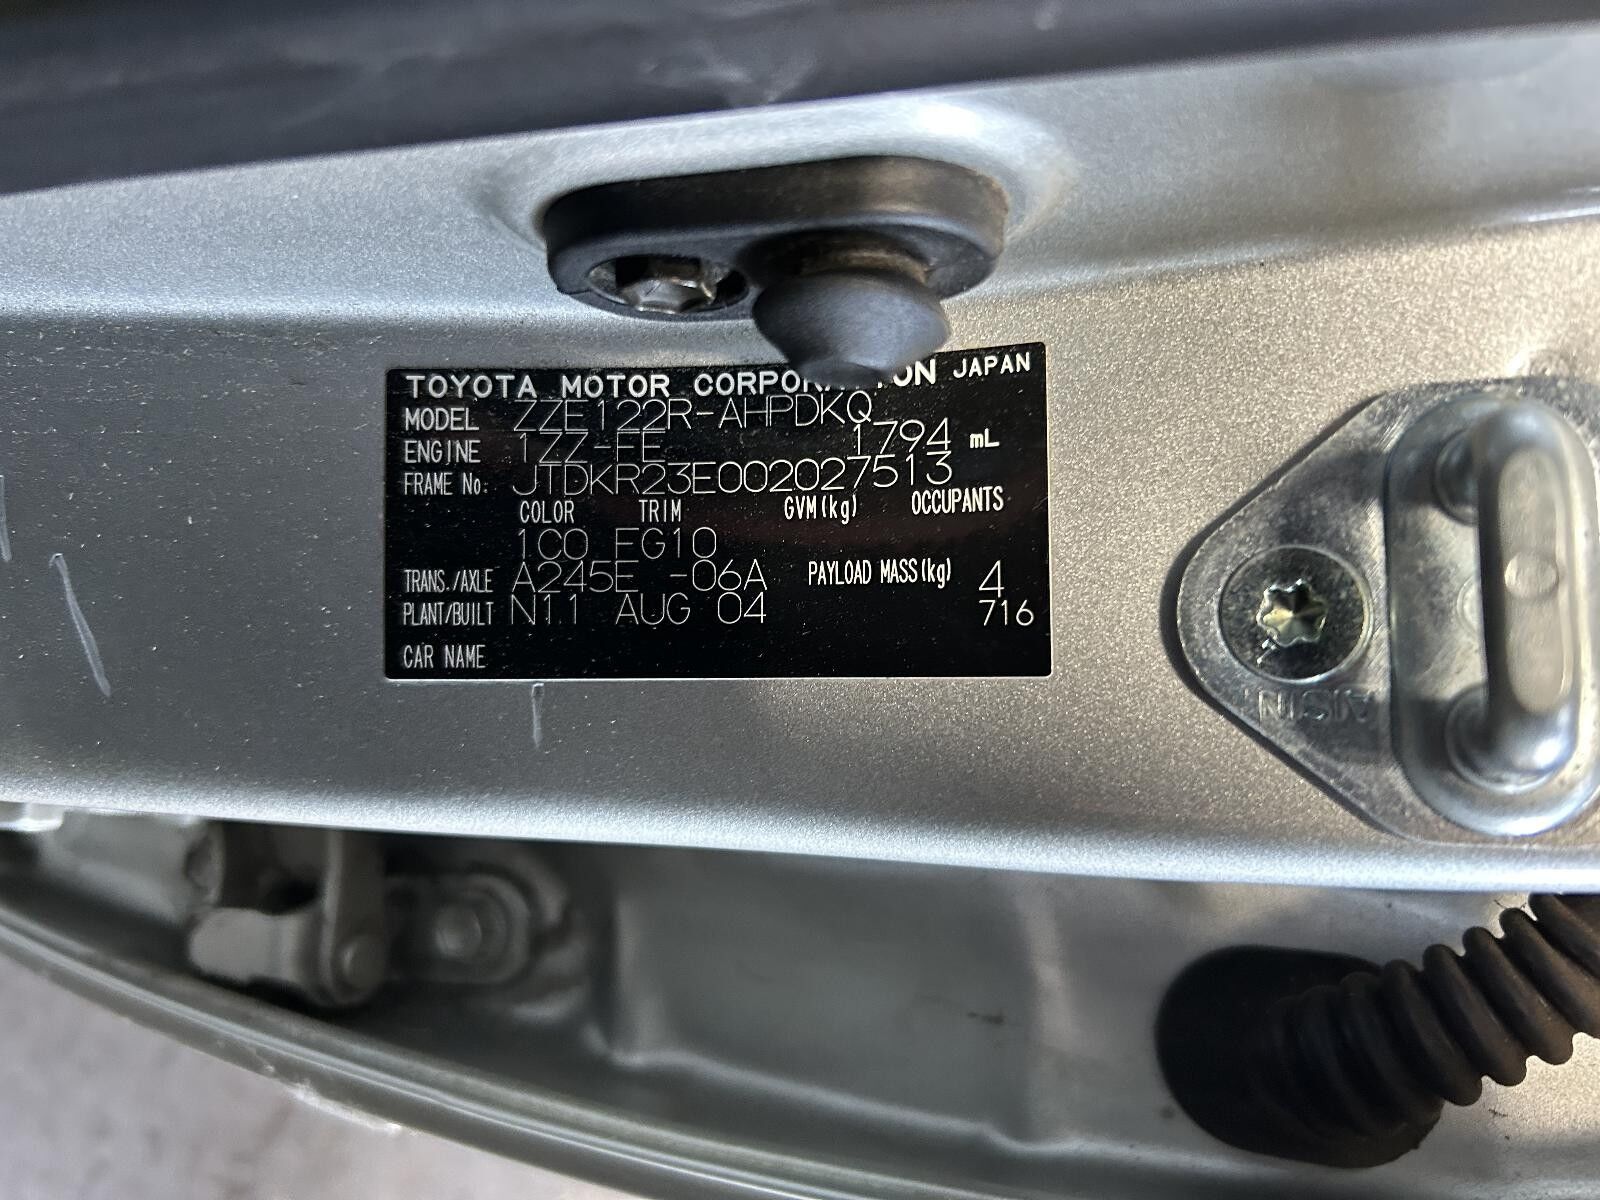 TOYOTA MOTOR CORPORATION JAPAN
MODEL ZZE122R-AHPDKQ
ENGINE 1ZZ-FE 1794 mL
FRAME No. JTDKR23E002027513
COLOR TRIM GVM(kg) OCCUPANTS
1C0 FG10
TRANS./AXLE A245E -06A PAYLOAD MASS(kg) 4
PLANT/BUILT N11 AUG 04 716
CAR NAME
AISIN